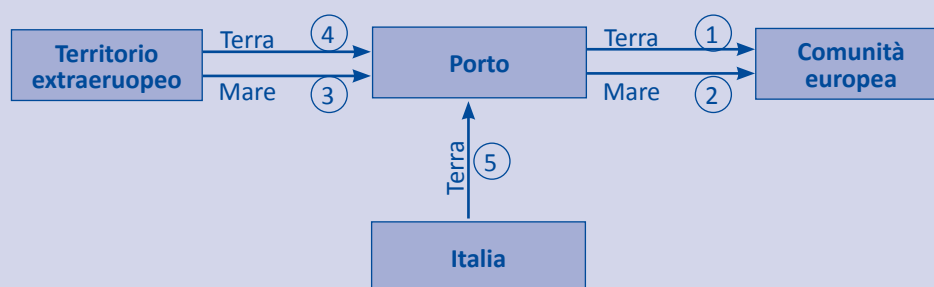 Territorio
extraeruopeo
Terra
4
Mare
3
Porto
Terra
1
Mare
2
Comunità
europea
Terra
5
Italia